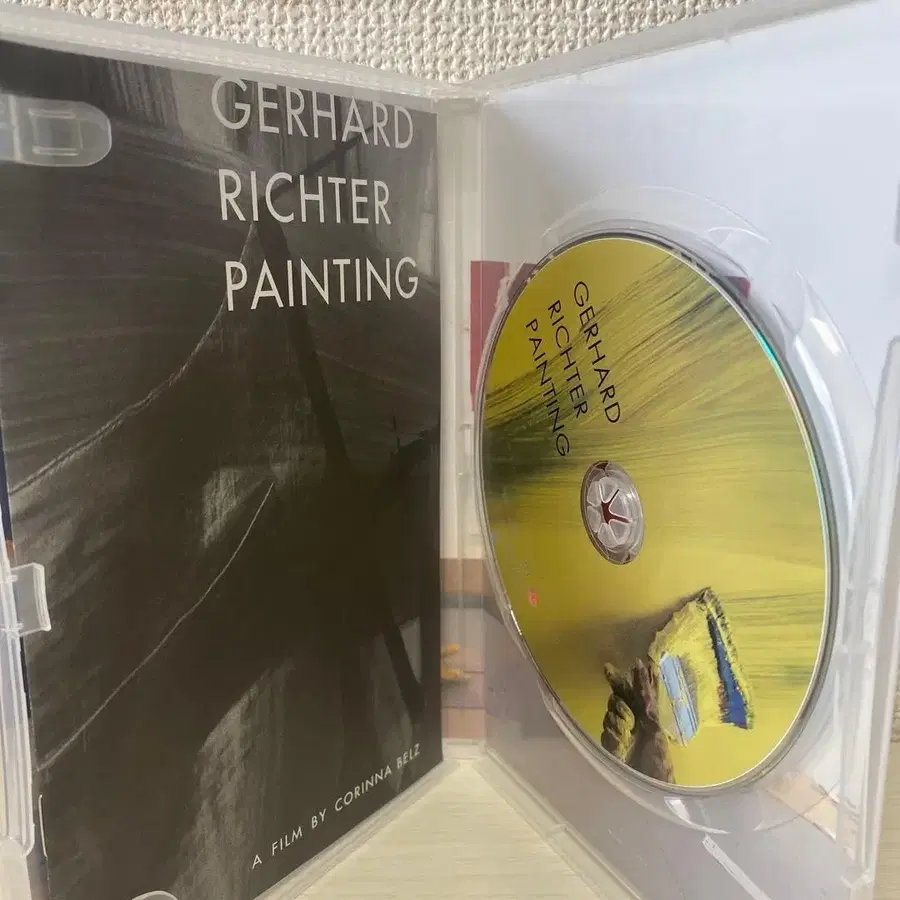 GERHARD
RICHTER
PAINTING
A FILM BY CORINNA BELZ
GERHARD
RICHTER
PAINTING